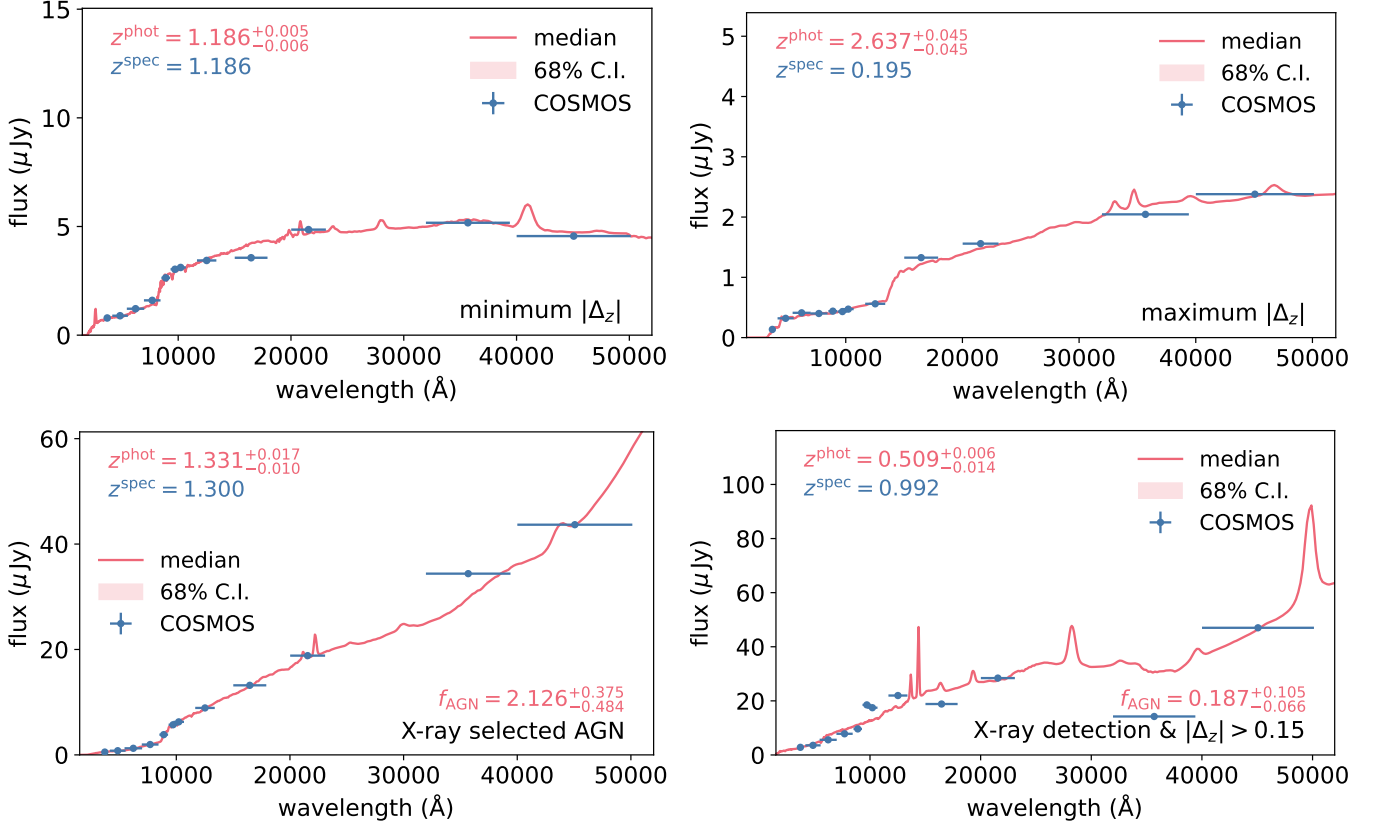 z^phot = 1.186^{+0.005}_{−0.006}
z^spec = 1.186
median
68% C.I.
COSMOS
minimum |Δ_z|
15
10
5
0
flux (μJy)
10000 20000 30000 40000 50000
wavelength (Å)
z^phot = 2.637^{+0.045}_{−0.045}
z^spec = 0.195
median
68% C.I.
COSMOS
maximum |Δ_z|
5
4
3
2
1
0
flux (μJy)
10000 20000 30000 40000 50000
wavelength (Å)
z^phot = 1.331^{+0.017}_{−0.010}
z^spec = 1.300
median
68% C.I.
COSMOS
f_AGN = 2.126^{+0.375}_{−0.484}
X-ray selected AGN
60
40
20
0
flux (μJy)
10000 20000 30000 40000 50000
wavelength (Å)
z^phot = 0.509^{+0.006}_{−0.014}
z^spec = 0.992
median
68% C.I.
COSMOS
f_AGN = 0.187^{+0.105}_{−0.066}
X-ray detection & |Δ_z| > 0.15
100
80
60
40
20
0
flux (μJy)
10000 20000 30000 40000 50000
wavelength (Å)